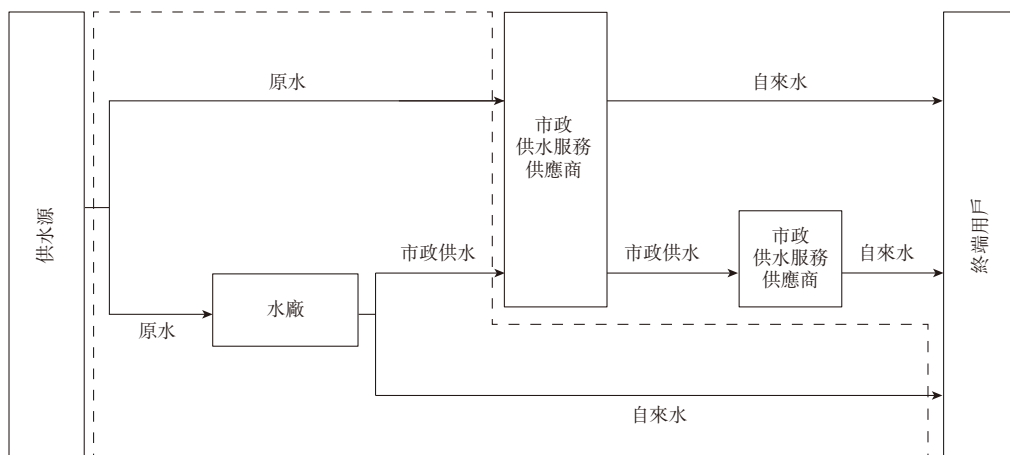 供水源
原水
原水
水廠
市政供水
市政
供水服務
供應商
自來水
市政供水
市政
供水服務
供應商
自來水
自來水
終端用戶